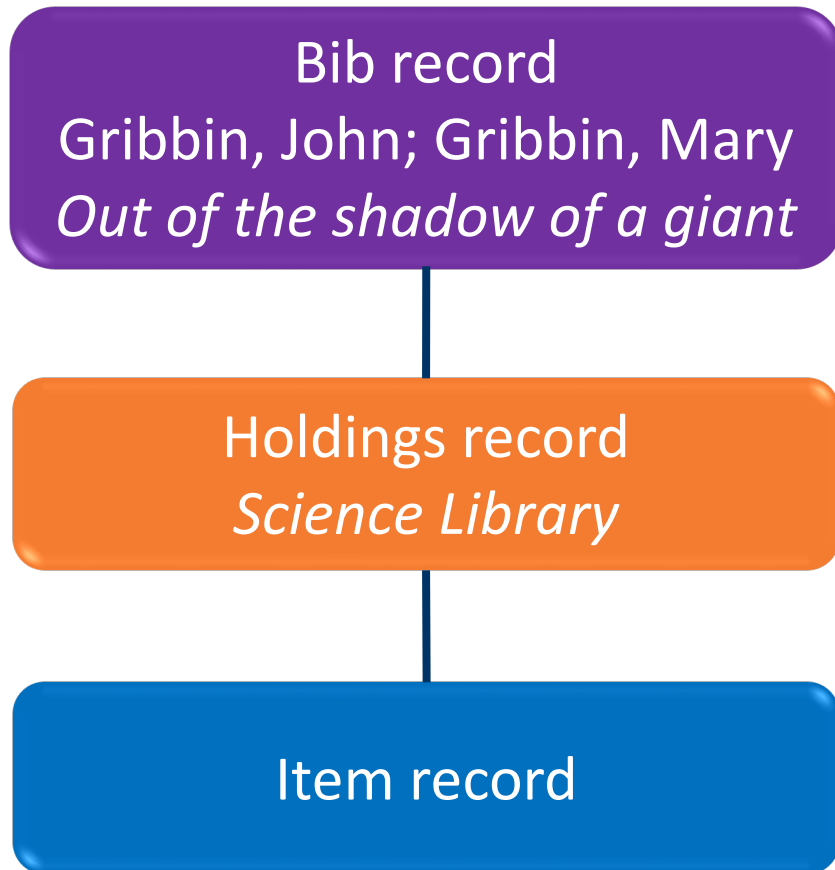 Bib record
Gribbin, John; Gribbin, Mary
Out of the shadow of a giant
Holdings record
Science Library
Item record